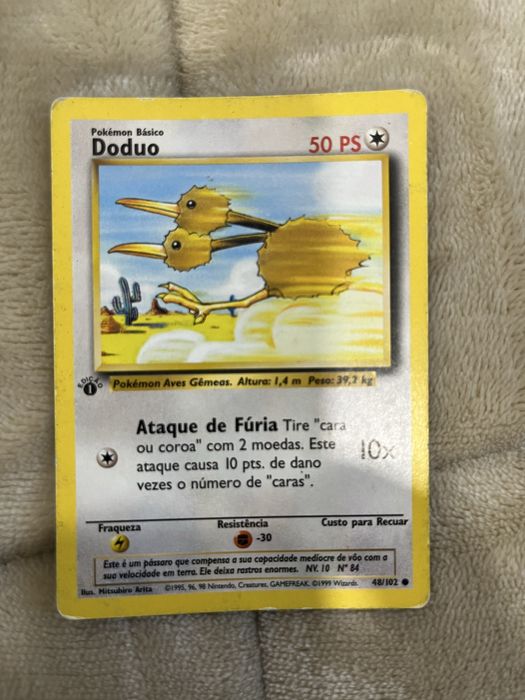 Pokémon Básico
Doduo
50 PS
EDIÇÃO
1
Pokémon Aves Gêmeas. Altura: 1,4 m Peso: 39,2 kg
Ataque de Fúria Tire "cara
ou coroa" com 2 moedas. Este
ataque causa 10 pts. de dano
vezes o número de "caras".
10x
Fraqueza
Resistência
Custo para Recuar
-30
Este é um pássaro que compensa a sua capacidade medíocre de vôo com a
sua velocidade em terra. Ele deixa rastros enormes. NV. 10 Nº 84
Ilus. Mitsuhiro Arita ©1995, 96, 98 Nintendo, Creatures, GAMEFREAK. ©1999 Wizards. 48/102